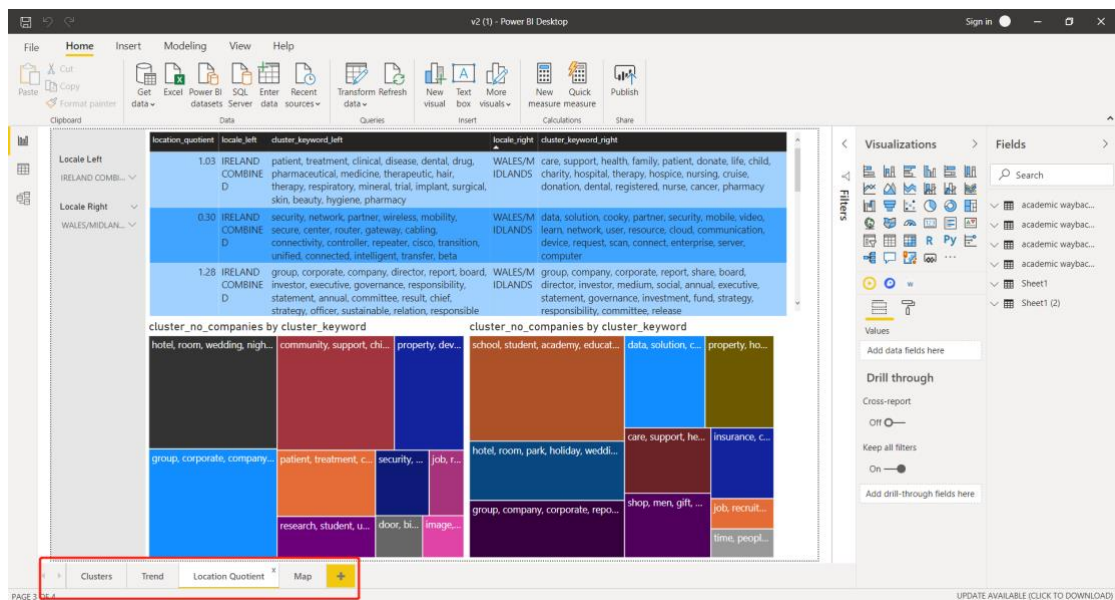 v2 (1) - Power BI Desktop
Sign in
File Home Insert Modeling View Help
Paste
Cut
Copy
Format painter
Get data
Excel
Power BI datasets
SQL Server
Enter data
Recent sources
Transform data
Refresh
New visual
Text box
More visuals
New measure
Quick measure
Publish
Clipboard
Data
Queries
Insert
Calculations
Share
Locale Left
IRELAND COMBI...
Locale Right
WALES/MIDLAN...
location_quotient locale_left cluster_keyword_left locale_right cluster_keyword_right
1.03 IRELAND COMBINE D
patient, treatment, clinical, disease, dental, drug,
pharmaceutical, medicine, therapeutic, hair,
therapy, respiratory, mineral, trial, implant, surgical,
skin, beauty, hygiene, pharmacy
WALES/M IDLANDS
care, support, health, family, patient, donate, life, child,
charity, hospital, therapy, hospice, nursing, cruise,
donation, dental, registered, nurse, cancer, pharmacy
0.30 IRELAND COMBINE D
security, network, partner, wireless, mobility,
secure, center, router, gateway, cabling,
connectivity, controller, repeater, cisco, transition,
unified, connected, intelligent, transfer, beta
WALES/M IDLANDS
data, solution, cooky, partner, security, mobile, video,
learn, network, user, resource, cloud, communication,
device, request, scan, connect, enterprise, server,
computer
1.28 IRELAND COMBINE D
group, corporate, company, director, report, board,
investor, executive, governance, responsibility,
statement, annual, committee, result, chief,
strategy, officer, sustainable, relation, responsible
WALES/M IDLANDS
group, company, corporate, report, share, board,
director, investor, medium, social, annual, executive,
statement, governance, investment, fund, strategy,
responsibility, committee, release
cluster_no_companies by cluster_keyword
hotel, room, wedding, nigh...
community, support, chi...
property, dev...
group, corporate, company...
patient, treatment, c...
security, ...
job, r...
research, student, u...
door, bi...
image,...
cluster_no_companies by cluster_keyword
school, student, academy, educat...
data, solution, c...
property, ho...
hotel, room, park, holiday, weddi...
care, support, he...
insurance, c...
group, company, corporate, repo...
shop, men, gift, ...
job, recruit...
time, peopl...
Filters
Visualizations
R Py
Values
Add data fields here
Drill through
Cross-report
Off
Keep all filters
On
Add drill-through fields here
Fields
Search
academic waybac...
academic waybac...
academic waybac...
academic waybac...
Sheet1
Sheet1 (2)
Clusters Trend Location Quotient x Map +
PAGE 3 OF 4
UPDATE AVAILABLE (CLICK TO DOWNLOAD)